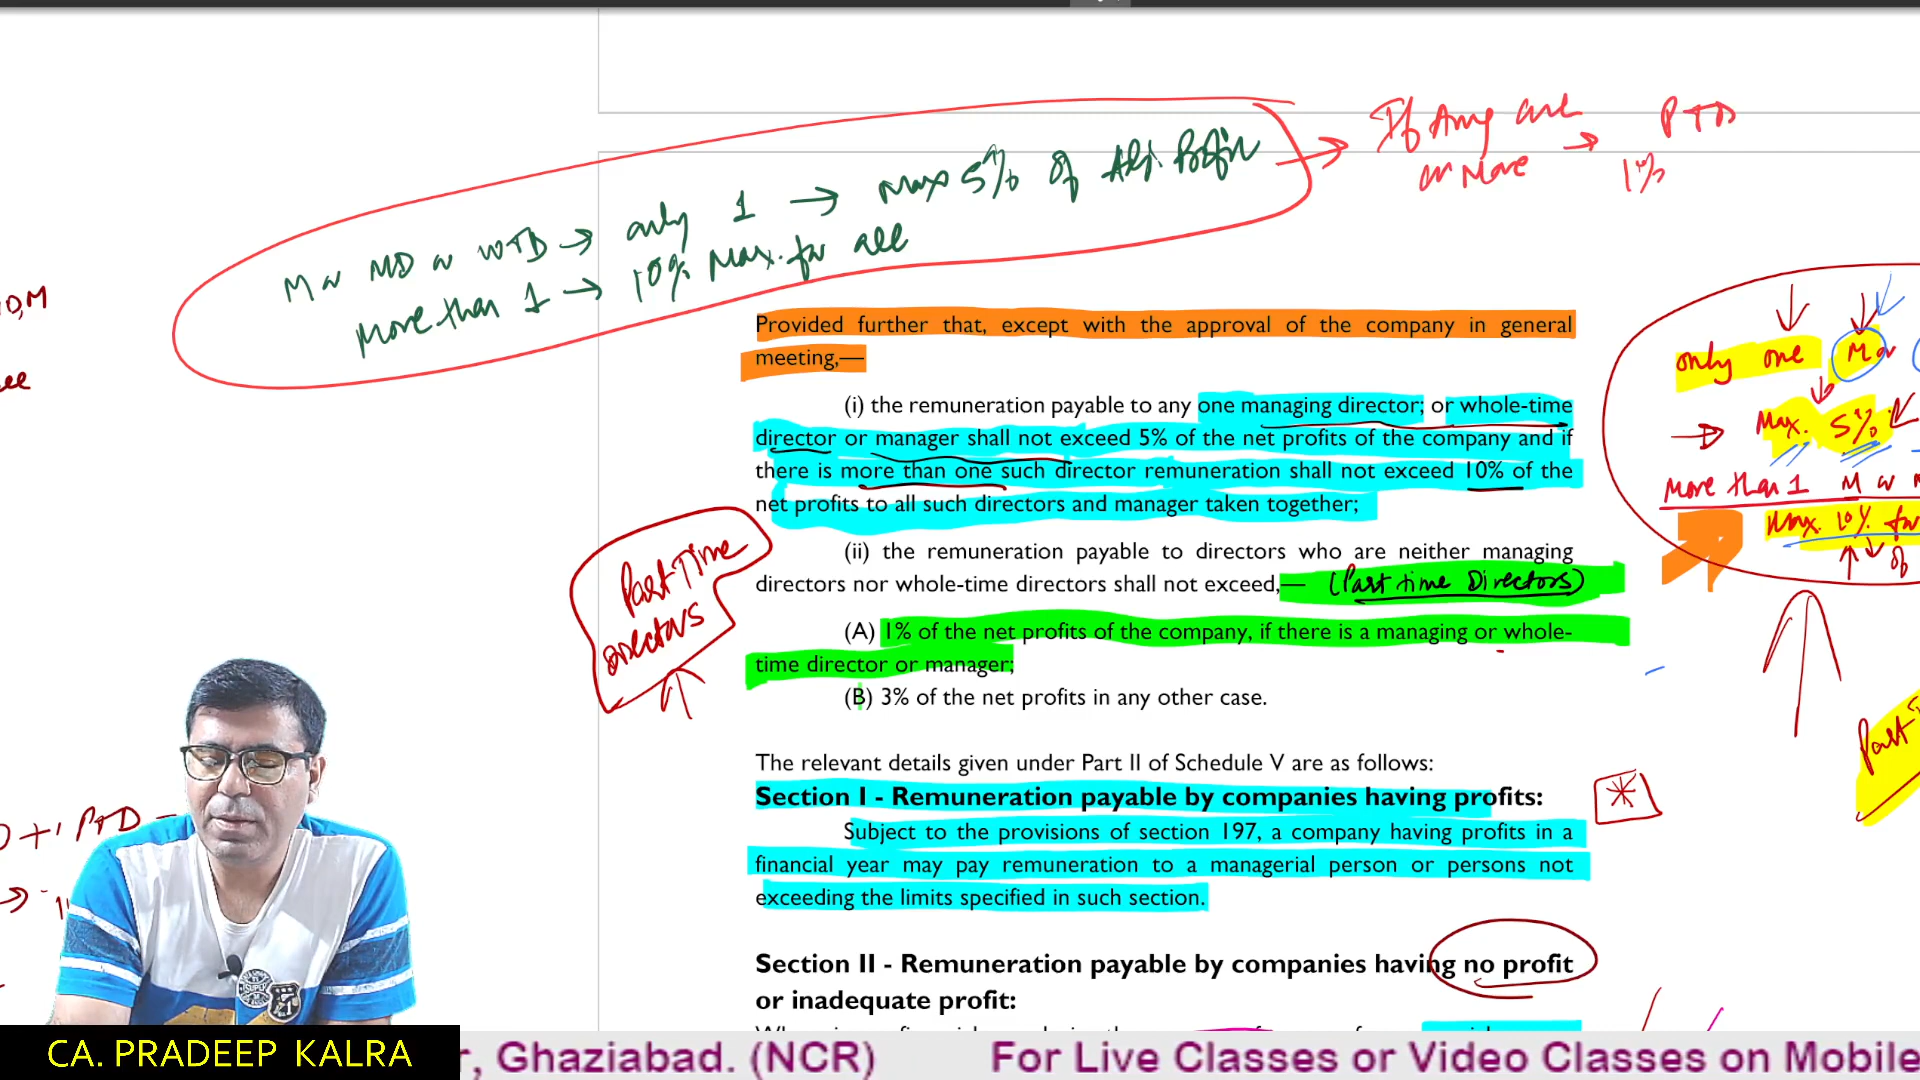 If Any one → PTD
or More 1%
M or MD or WTD → only 1 → Max 5% of Adj. Profit
More than 1 → 10% Max. for all
Provided further that, except with the approval of the company in general
meeting,—
(i) the remuneration payable to any one managing director; or whole-time
director or manager shall not exceed 5% of the net profits of the company and if
there is more than one such director remuneration shall not exceed 10% of the
net profits to all such directors and manager taken together;
only one M or
Max. 5%
More than 1 M or
Max. 10% for
of
Part Time
Directors
(ii) the remuneration payable to directors who are neither managing
directors nor whole-time directors shall not exceed,— (Part time Directors)
(A) 1% of the net profits of the company, if there is a managing or whole-
time director or manager;
(B) 3% of the net profits in any other case.
Part
The relevant details given under Part II of Schedule V are as follows:
Section I - Remuneration payable by companies having profits:
Subject to the provisions of section 197, a company having profits in a
financial year may pay remuneration to a managerial person or persons not
exceeding the limits specified in such section.
+1 PTD
Section II - Remuneration payable by companies having no profit
or inadequate profit:
CA. PRADEEP KALRA
r, Ghaziabad. (NCR) For Live Classes or Video Classes on Mobile